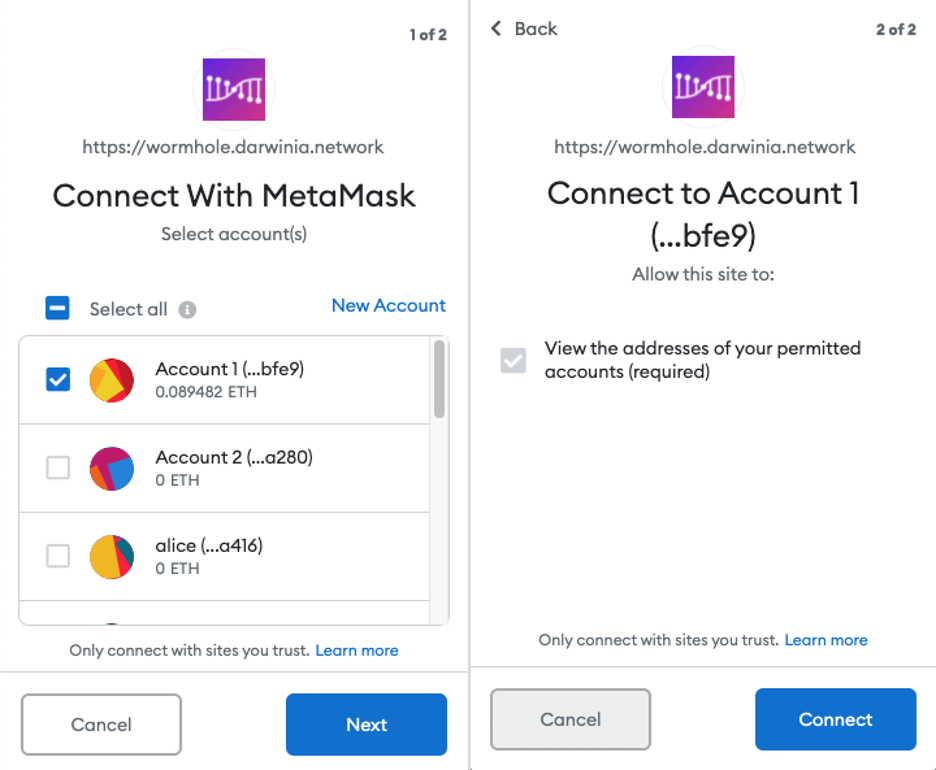 1 of 2
https://wormhole.darwinia.network
Connect With MetaMask
Select account(s)
Select all
New Account
Account 1 (...bfe9)
0.089482 ETH
Account 2 (...a280)
0 ETH
alice (...a416)
0 ETH
Only connect with sites you trust. Learn more
Cancel
Next
Back
2 of 2
https://wormhole.darwinia.network
Connect to Account 1
(...bfe9)
Allow this site to:
View the addresses of your permitted
accounts (required)
Only connect with sites you trust. Learn more
Cancel
Connect